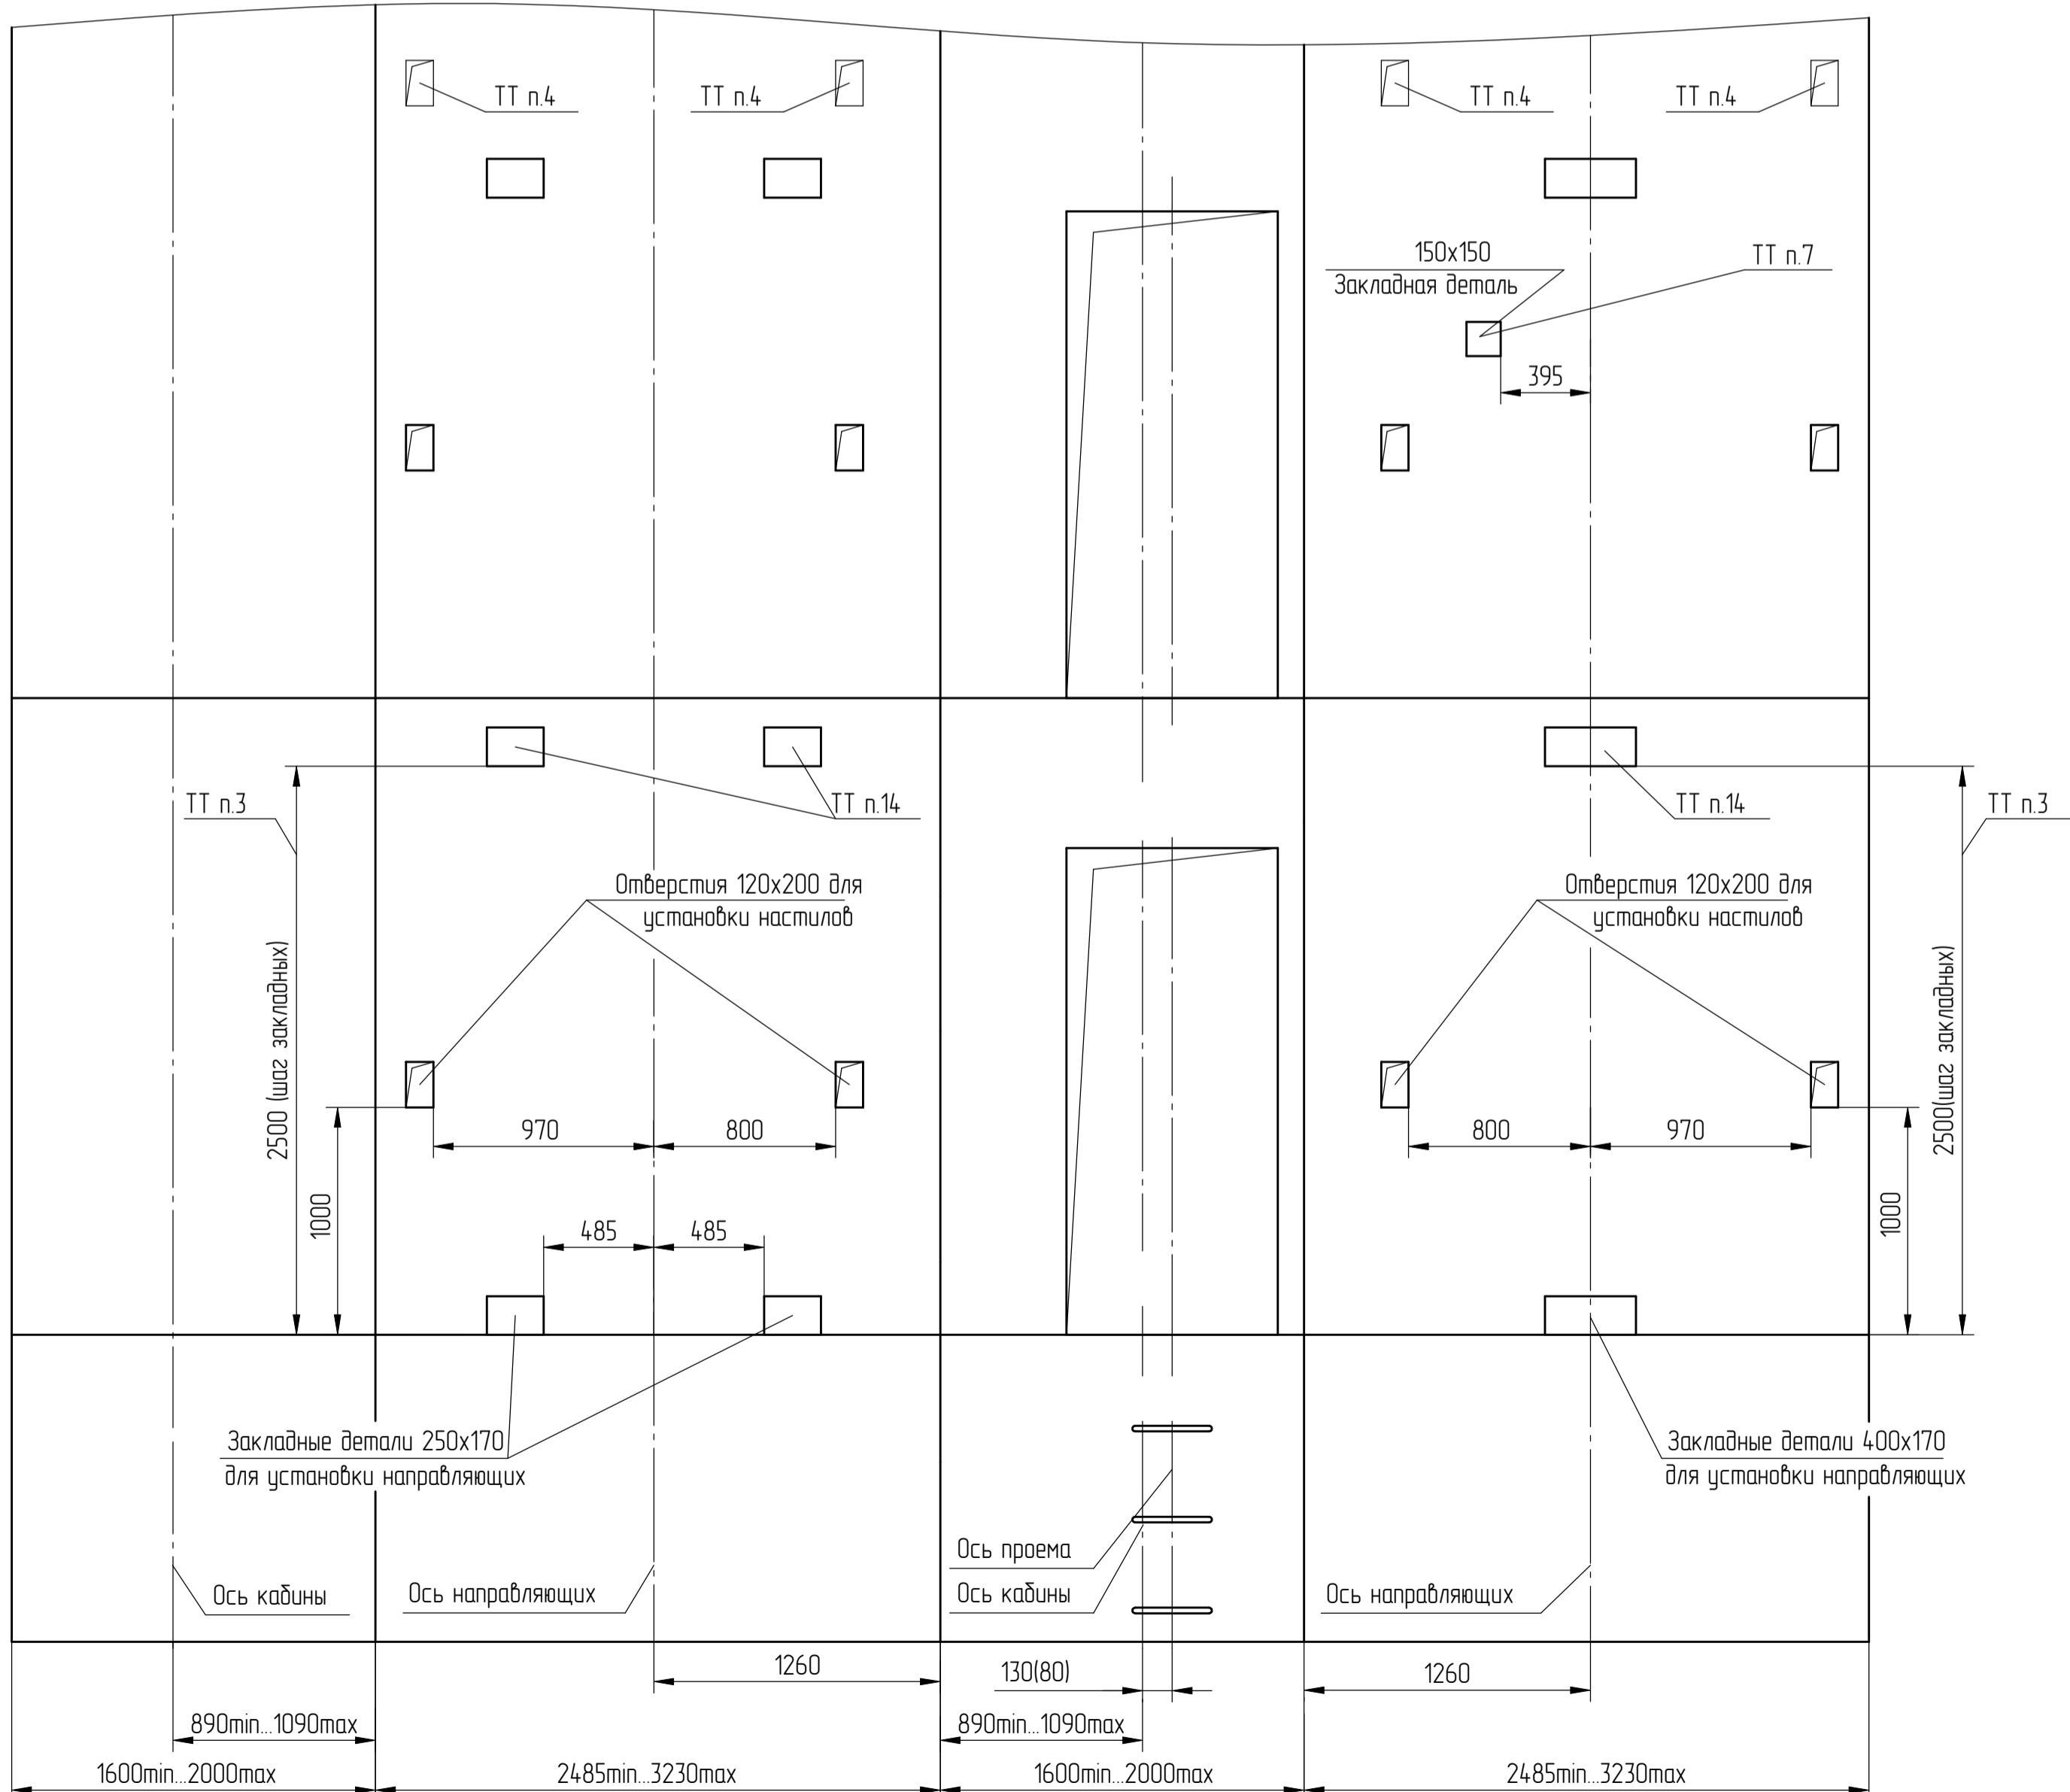 ТТ п.4
ТТ п.4
ТТ п.4
ТТ п.4
150х150
Закладная деталь
ТТ п.7
395
ТТ п.3
ТТ п.14
ТТ п.14
ТТ п.3
Отверстия 120х200 для
установки настилов
Отверстия 120х200 для
установки настилов
2500 (шаг закладных)
2500(шаг закладных)
970
800
800
970
1000
1000
485
485
Закладные детали 250х170
для установки направляющих
Закладные детали 400х170
для установки направляющих
Ось проема
Ось кабины
Ось направляющих
Ось кабины
Ось направляющих
1260
130(80)
1260
890min...1090max
890min...1090max
1600min...2000max
2485min...3230max
1600min...2000max
2485min...3230max